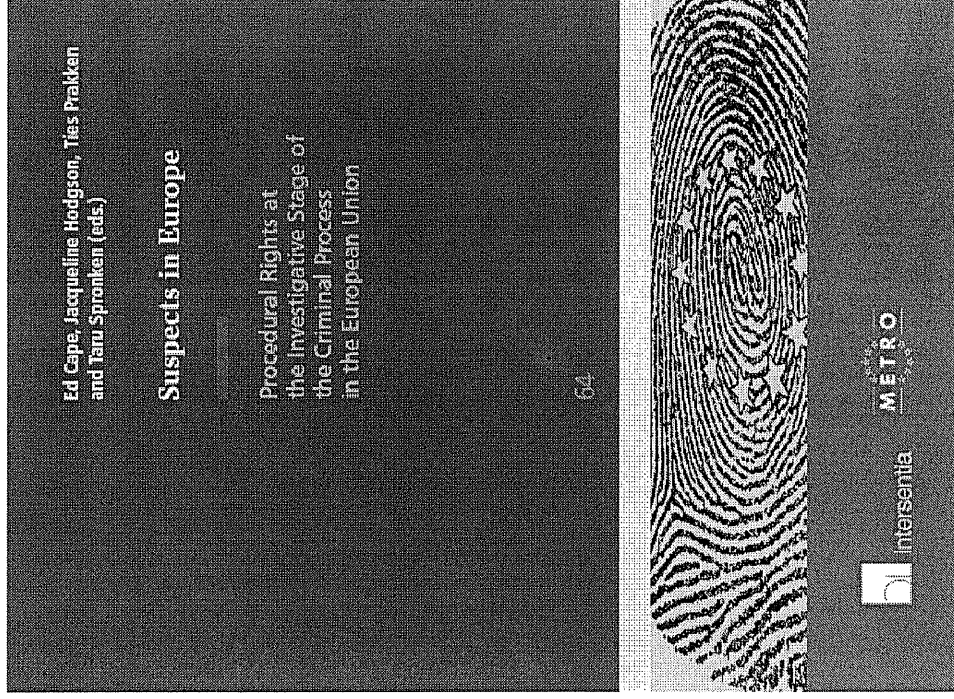 Ed Cape, Jacqueline Hodgson, Ties Prakken
and Taru Spronken (eds.)
Suspects in Europe
Procedural Rights at
the Investigative Stage of
the Criminal Process
in the European Union
64
intersentia
METRO